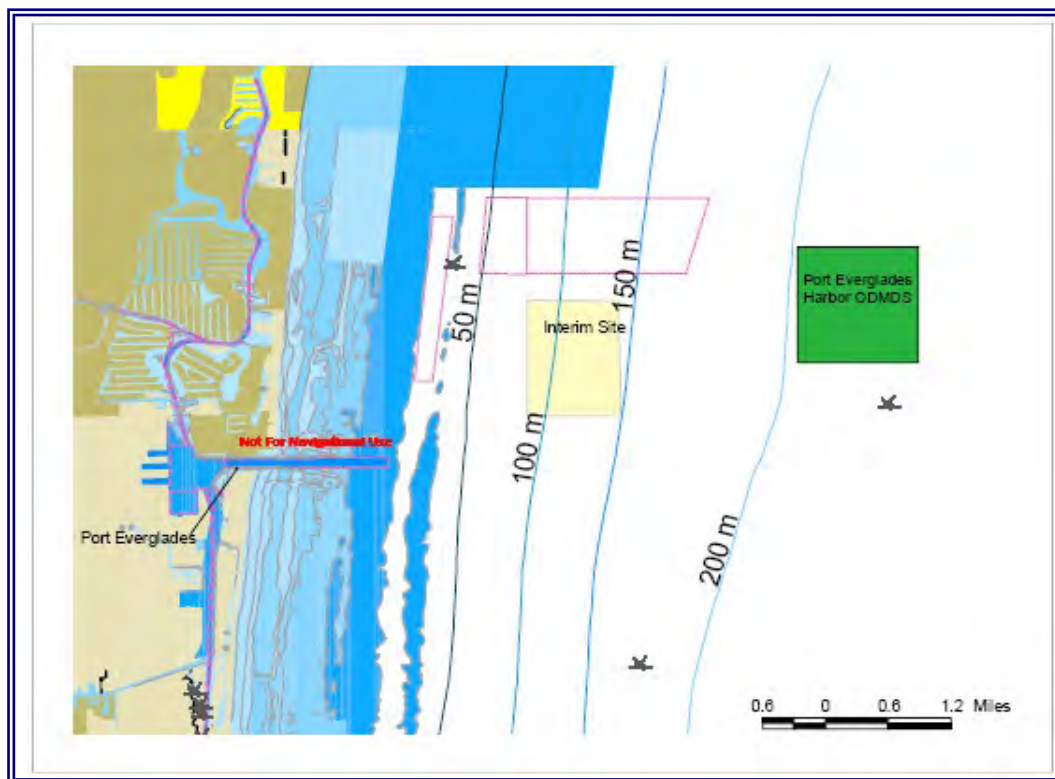 Port Everglades
Harbor ODMDS
50 m
150 m
Interim Site
100 m
Not For Navigational Use
Port Everglades
200 m
0.6 0 0.6 1.2 Miles